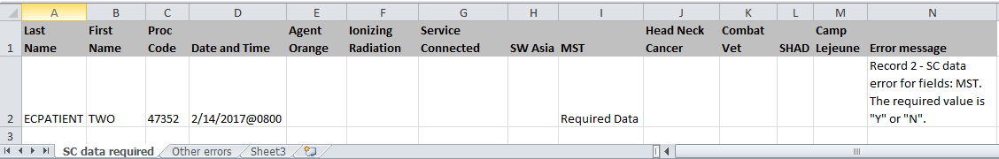 A B C D E F G H I J K L M N
Last First Proc Agent Ionizing Service Head Neck Combat Camp
1 Name Name Code Date and Time Orange Radiation Connected SW Asia MST Cancer Vet SHAD Lejeune Error message
Record 2 - SC data
error for fields: MST.
The required value is
2 ECPATIENT TWO 47352 2/14/2017@0800 Required Data "Y" or "N".
3
SC data required Other errors Sheet3